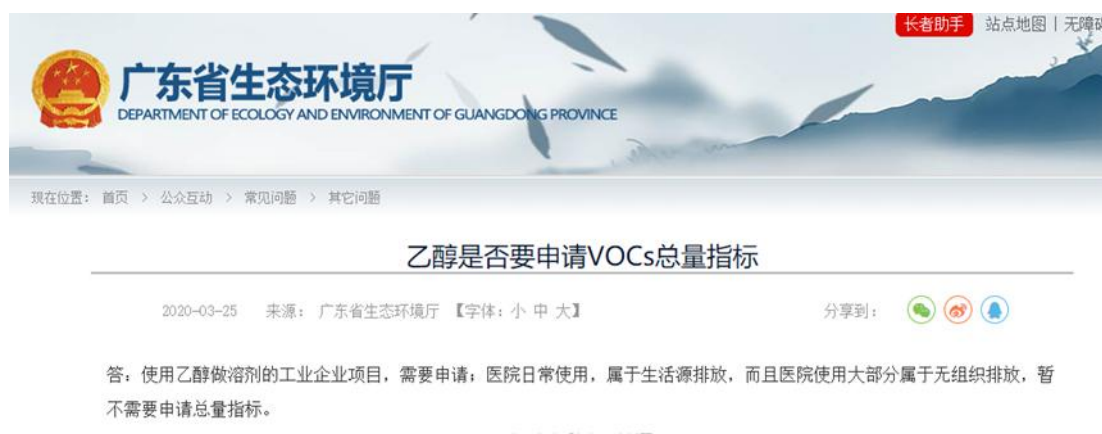 长者助手 站点地图 | 无障碍
广东省生态环境厅
DEPARTMENT OF ECOLOGY AND ENVIRONMENT OF GUANGDONG PROVINCE
现在位置： 首页 > 公众互动 > 常见问题 > 其它问题
乙醇是否要申请VOCs总量指标
2020-03-25 来源： 广东省生态环境厅 【字体：小 中 大】 分享到：
答：使用乙醇做溶剂的工业企业项目，需要申请；医院日常使用，属于生活源排放，而且医院使用大部分属于无组织排放，暂
不需要申请总量指标。